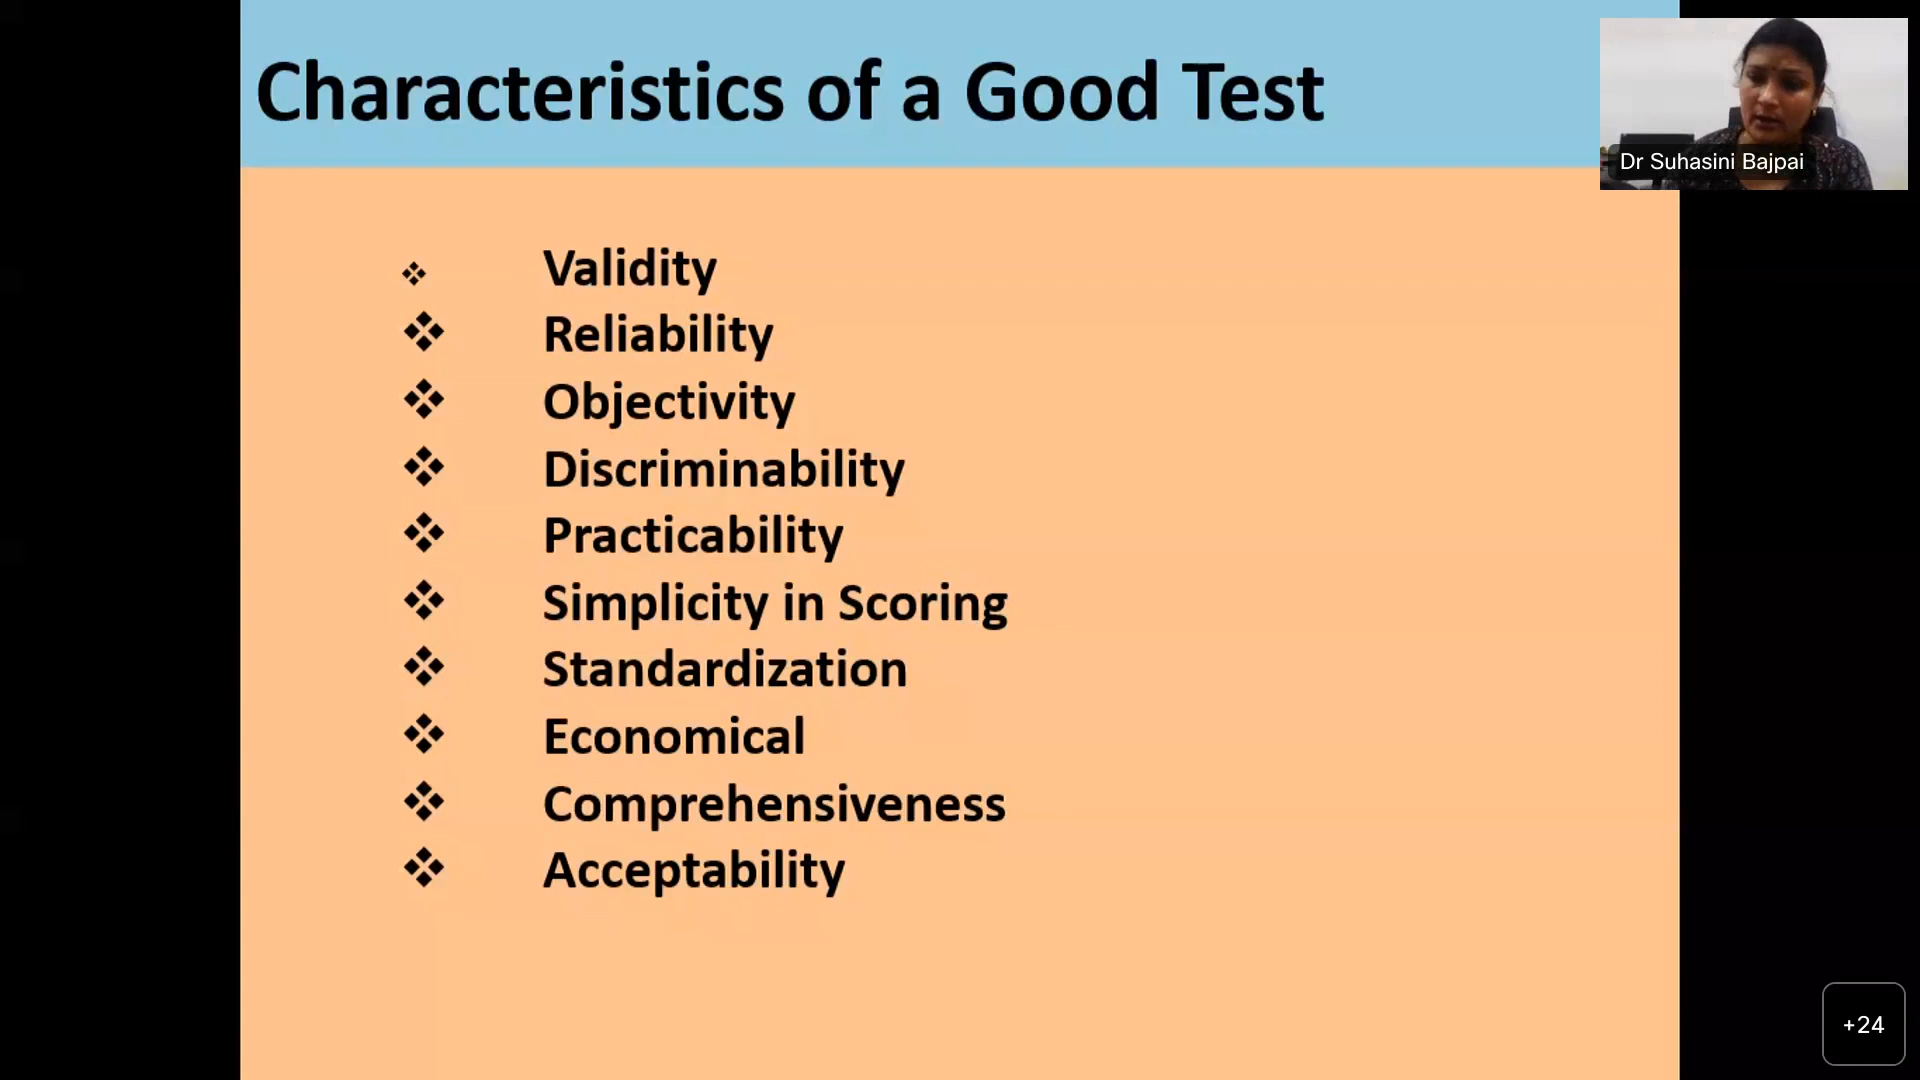 Characteristics of a Good Test
Dr Suhasini Bajpai
❖ Validity
❖ Reliability
❖ Objectivity
❖ Discriminability
❖ Practicability
❖ Simplicity in Scoring
❖ Standardization
❖ Economical
❖ Comprehensiveness
❖ Acceptability
+24